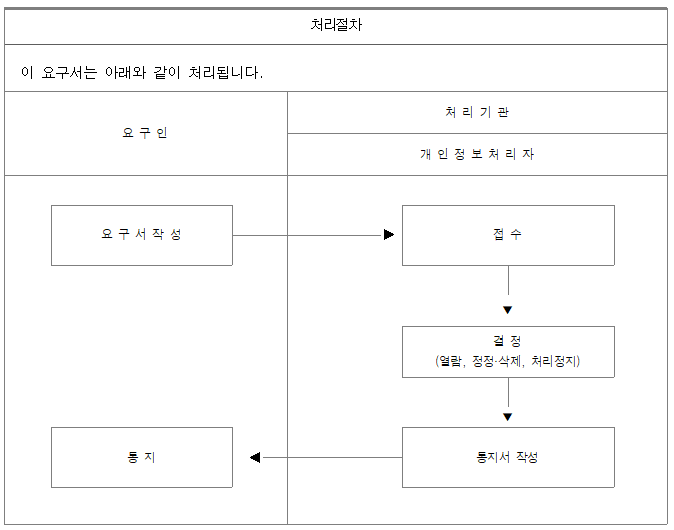 처리절차
이 요구서는 아래와 같이 처리됩니다.
요 구 인
처 리 기 관
개 인 정 보 처 리 자
요 구 서 작 성
접 수
결 정
(열람, 정정·삭제, 처리정지)
통 지
통지서 작성